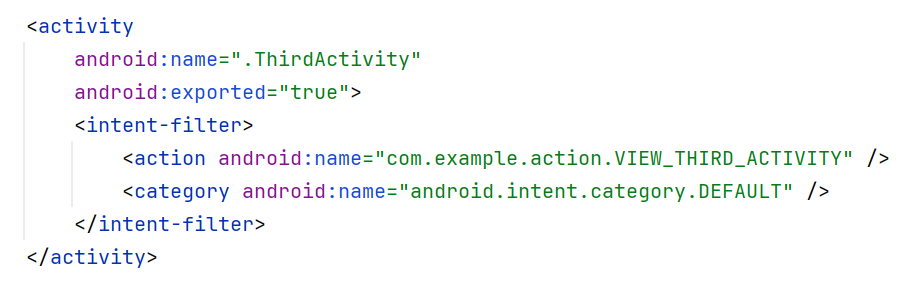 <activity
android:name=".ThirdActivity"
android:exported="true">
<intent-filter>
<action android:name="com.example.action.VIEW_THIRD_ACTIVITY" />
<category android:name="android.intent.category.DEFAULT" />
</intent-filter>
</activity>